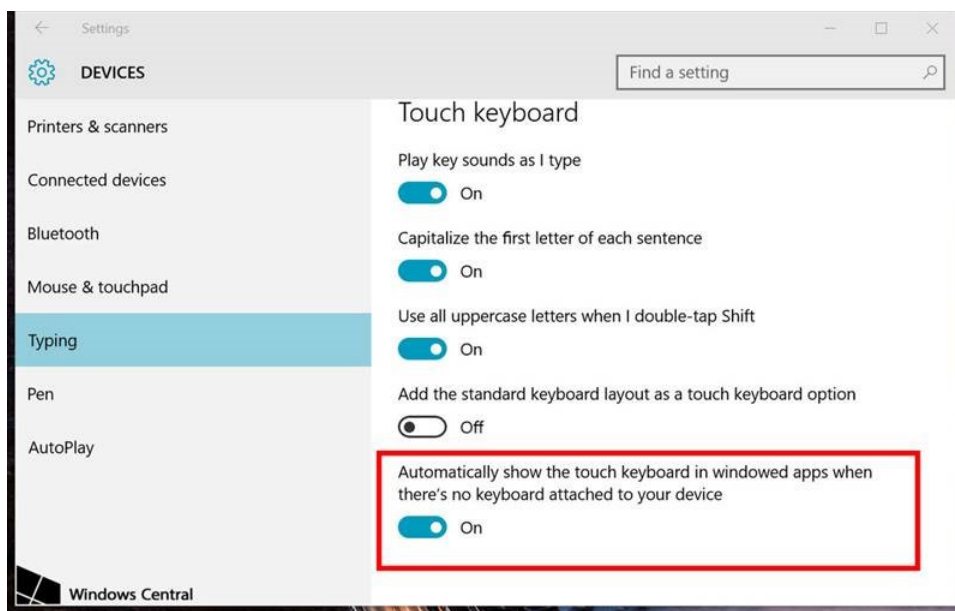 Settings
DEVICES
Find a setting
Printers & scanners
Connected devices
Bluetooth
Mouse & touchpad
Typing
Pen
AutoPlay
Touch keyboard
Play key sounds as I type
On
Capitalize the first letter of each sentence
On
Use all uppercase letters when I double-tap Shift
On
Add the standard keyboard layout as a touch keyboard option
Off
Automatically show the touch keyboard in windowed apps when
there's no keyboard attached to your device
On
Windows Central